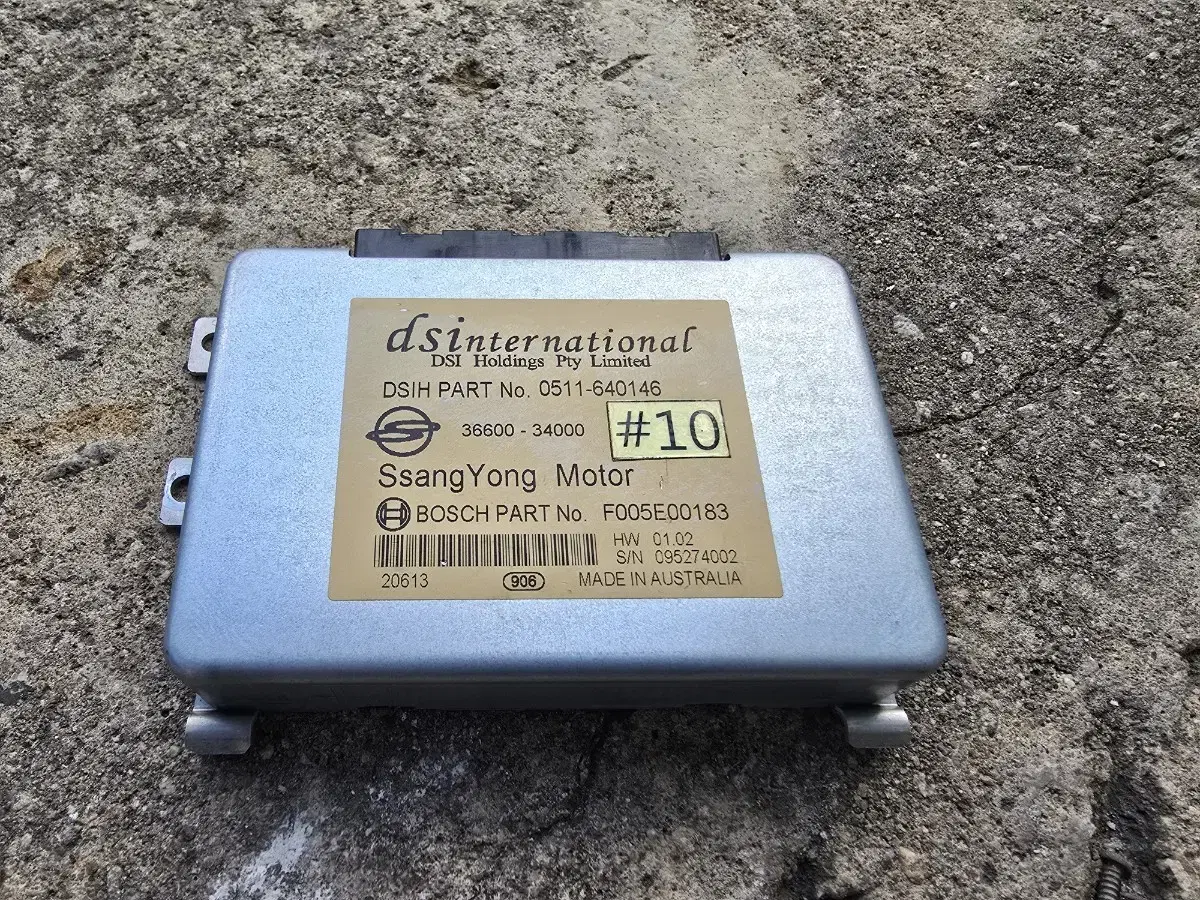 dsinternational
DSI Holdings Pty Limited
DSIH PART No. 0511-640146
36600 - 34000 #10
SsangYong Motor
BOSCH PART No. F005E00183
HW 01.02
S/N 095274002
20613 906 MADE IN AUSTRALIA